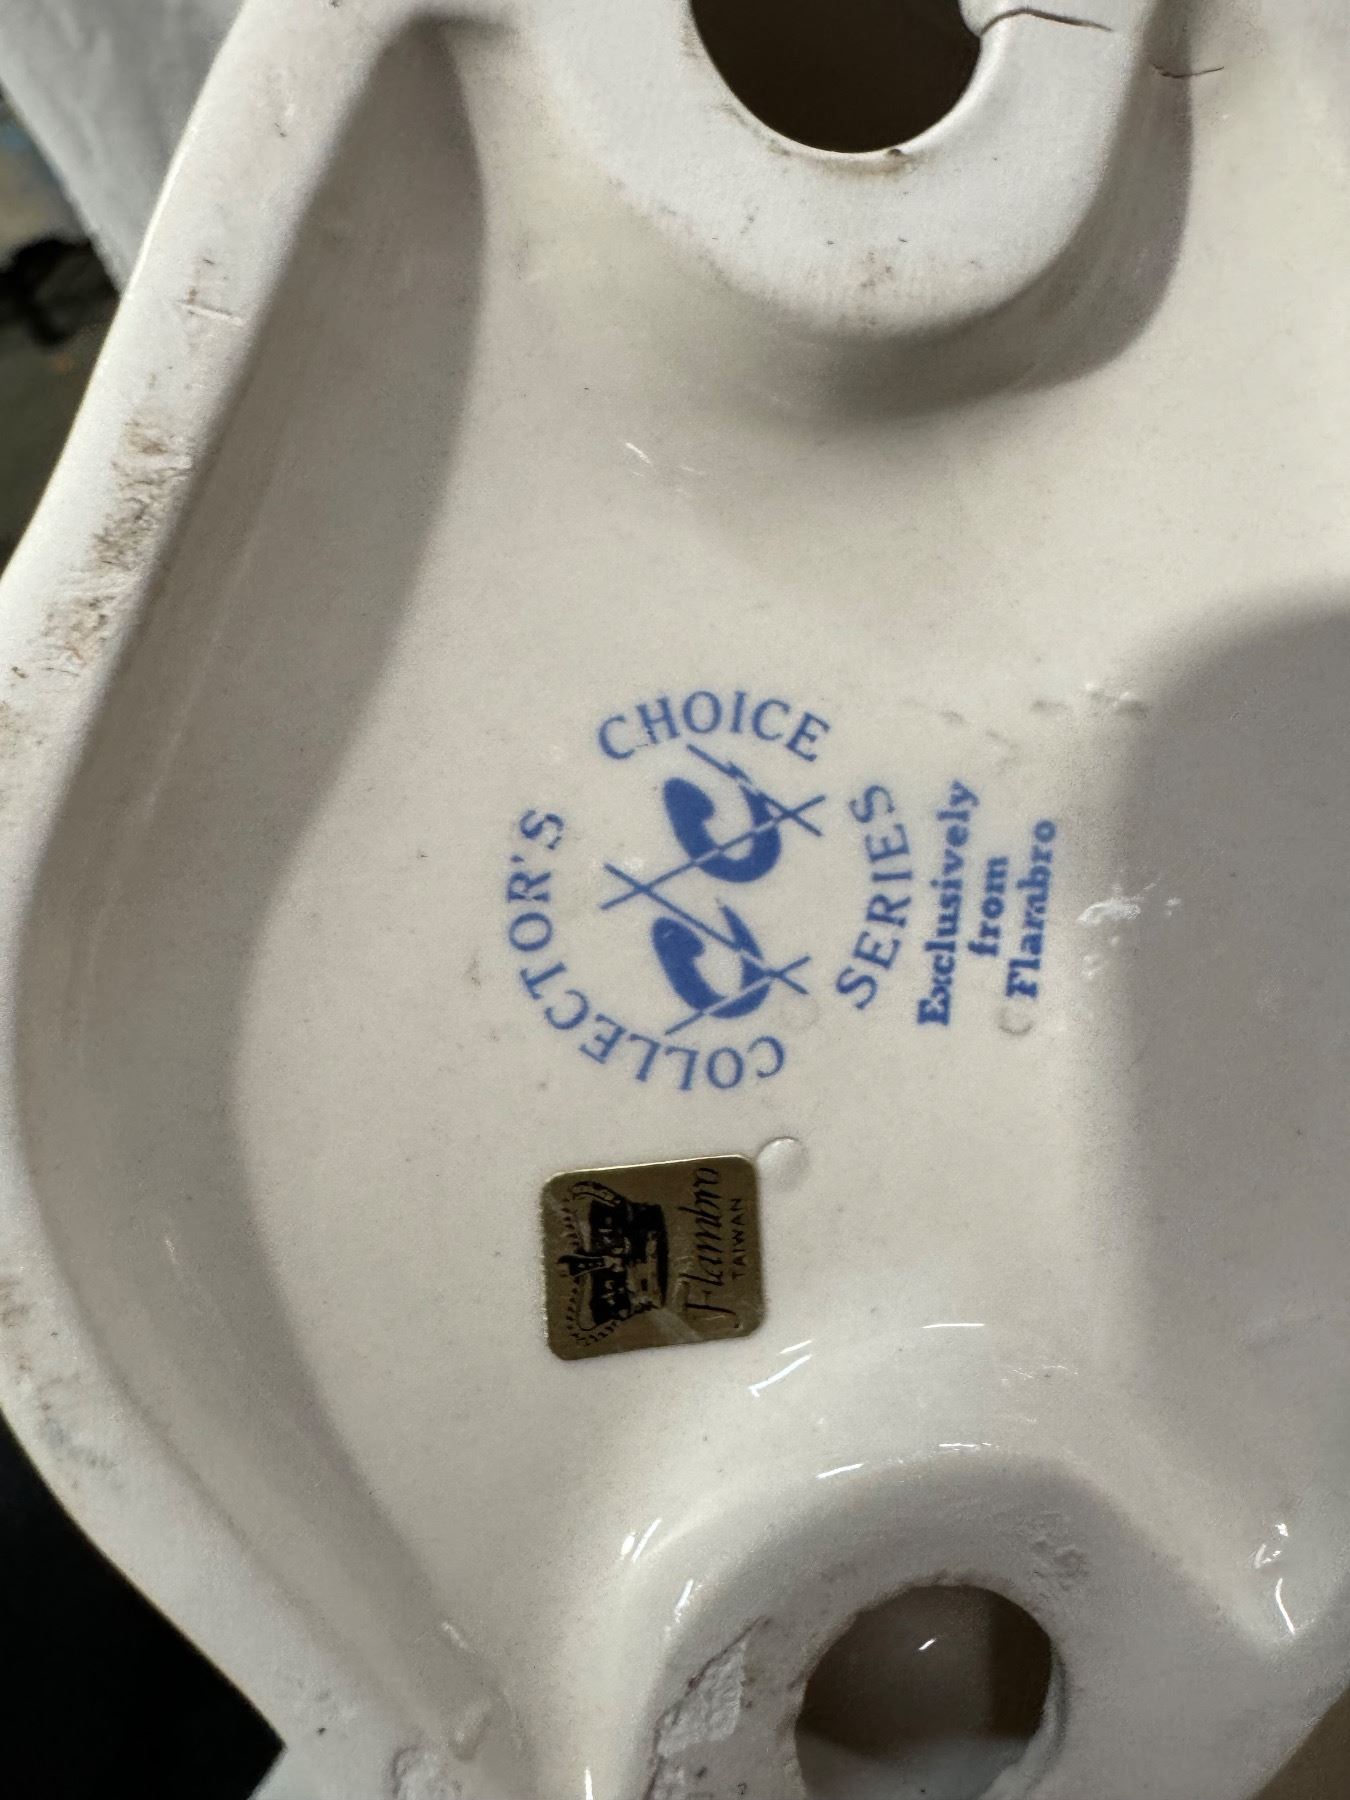 COLLECTOR'S CHOICE
SERIES
Exclusively
from
Flambro
Flambro
TAIWAN